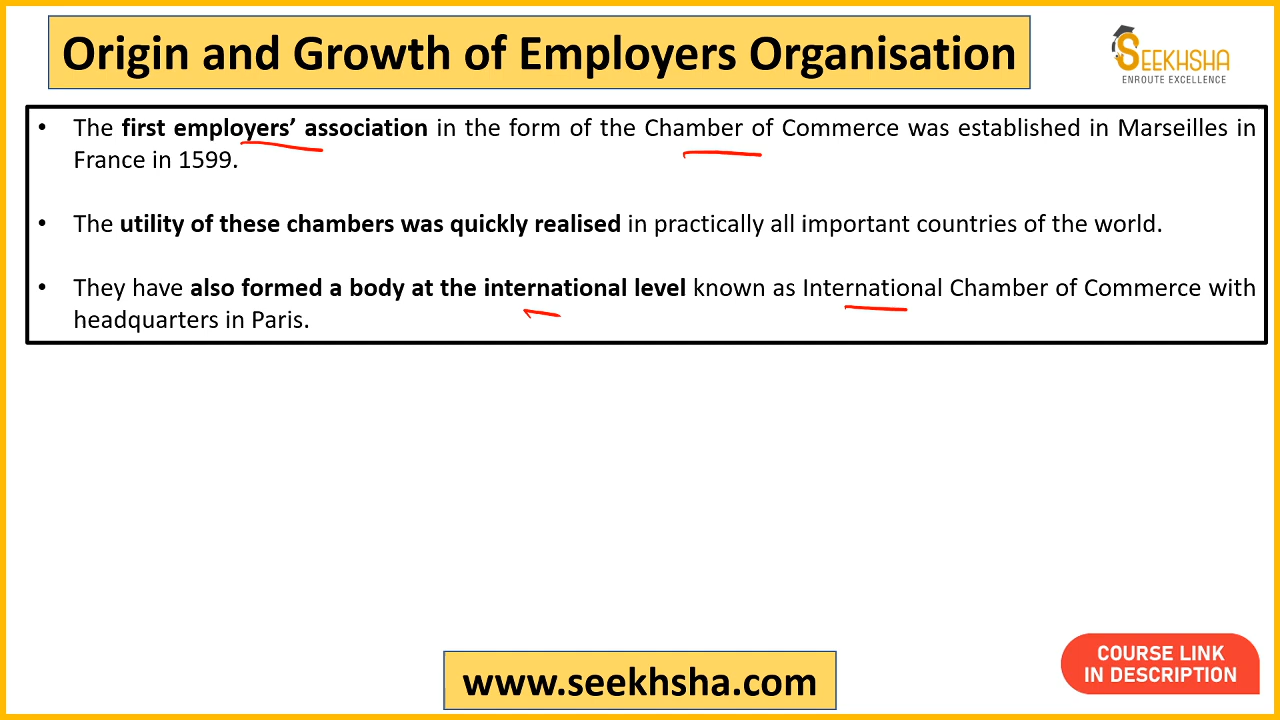 Origin and Growth of Employers Organisation
SEEKHSHA
ENROUTE EXCELLENCE
• The first employers’ association in the form of the Chamber of Commerce was established in Marseilles in
France in 1599.
• The utility of these chambers was quickly realised in practically all important countries of the world.
• They have also formed a body at the international level known as International Chamber of Commerce with
headquarters in Paris.
COURSE LINK
IN DESCRIPTION
www.seekhsha.com